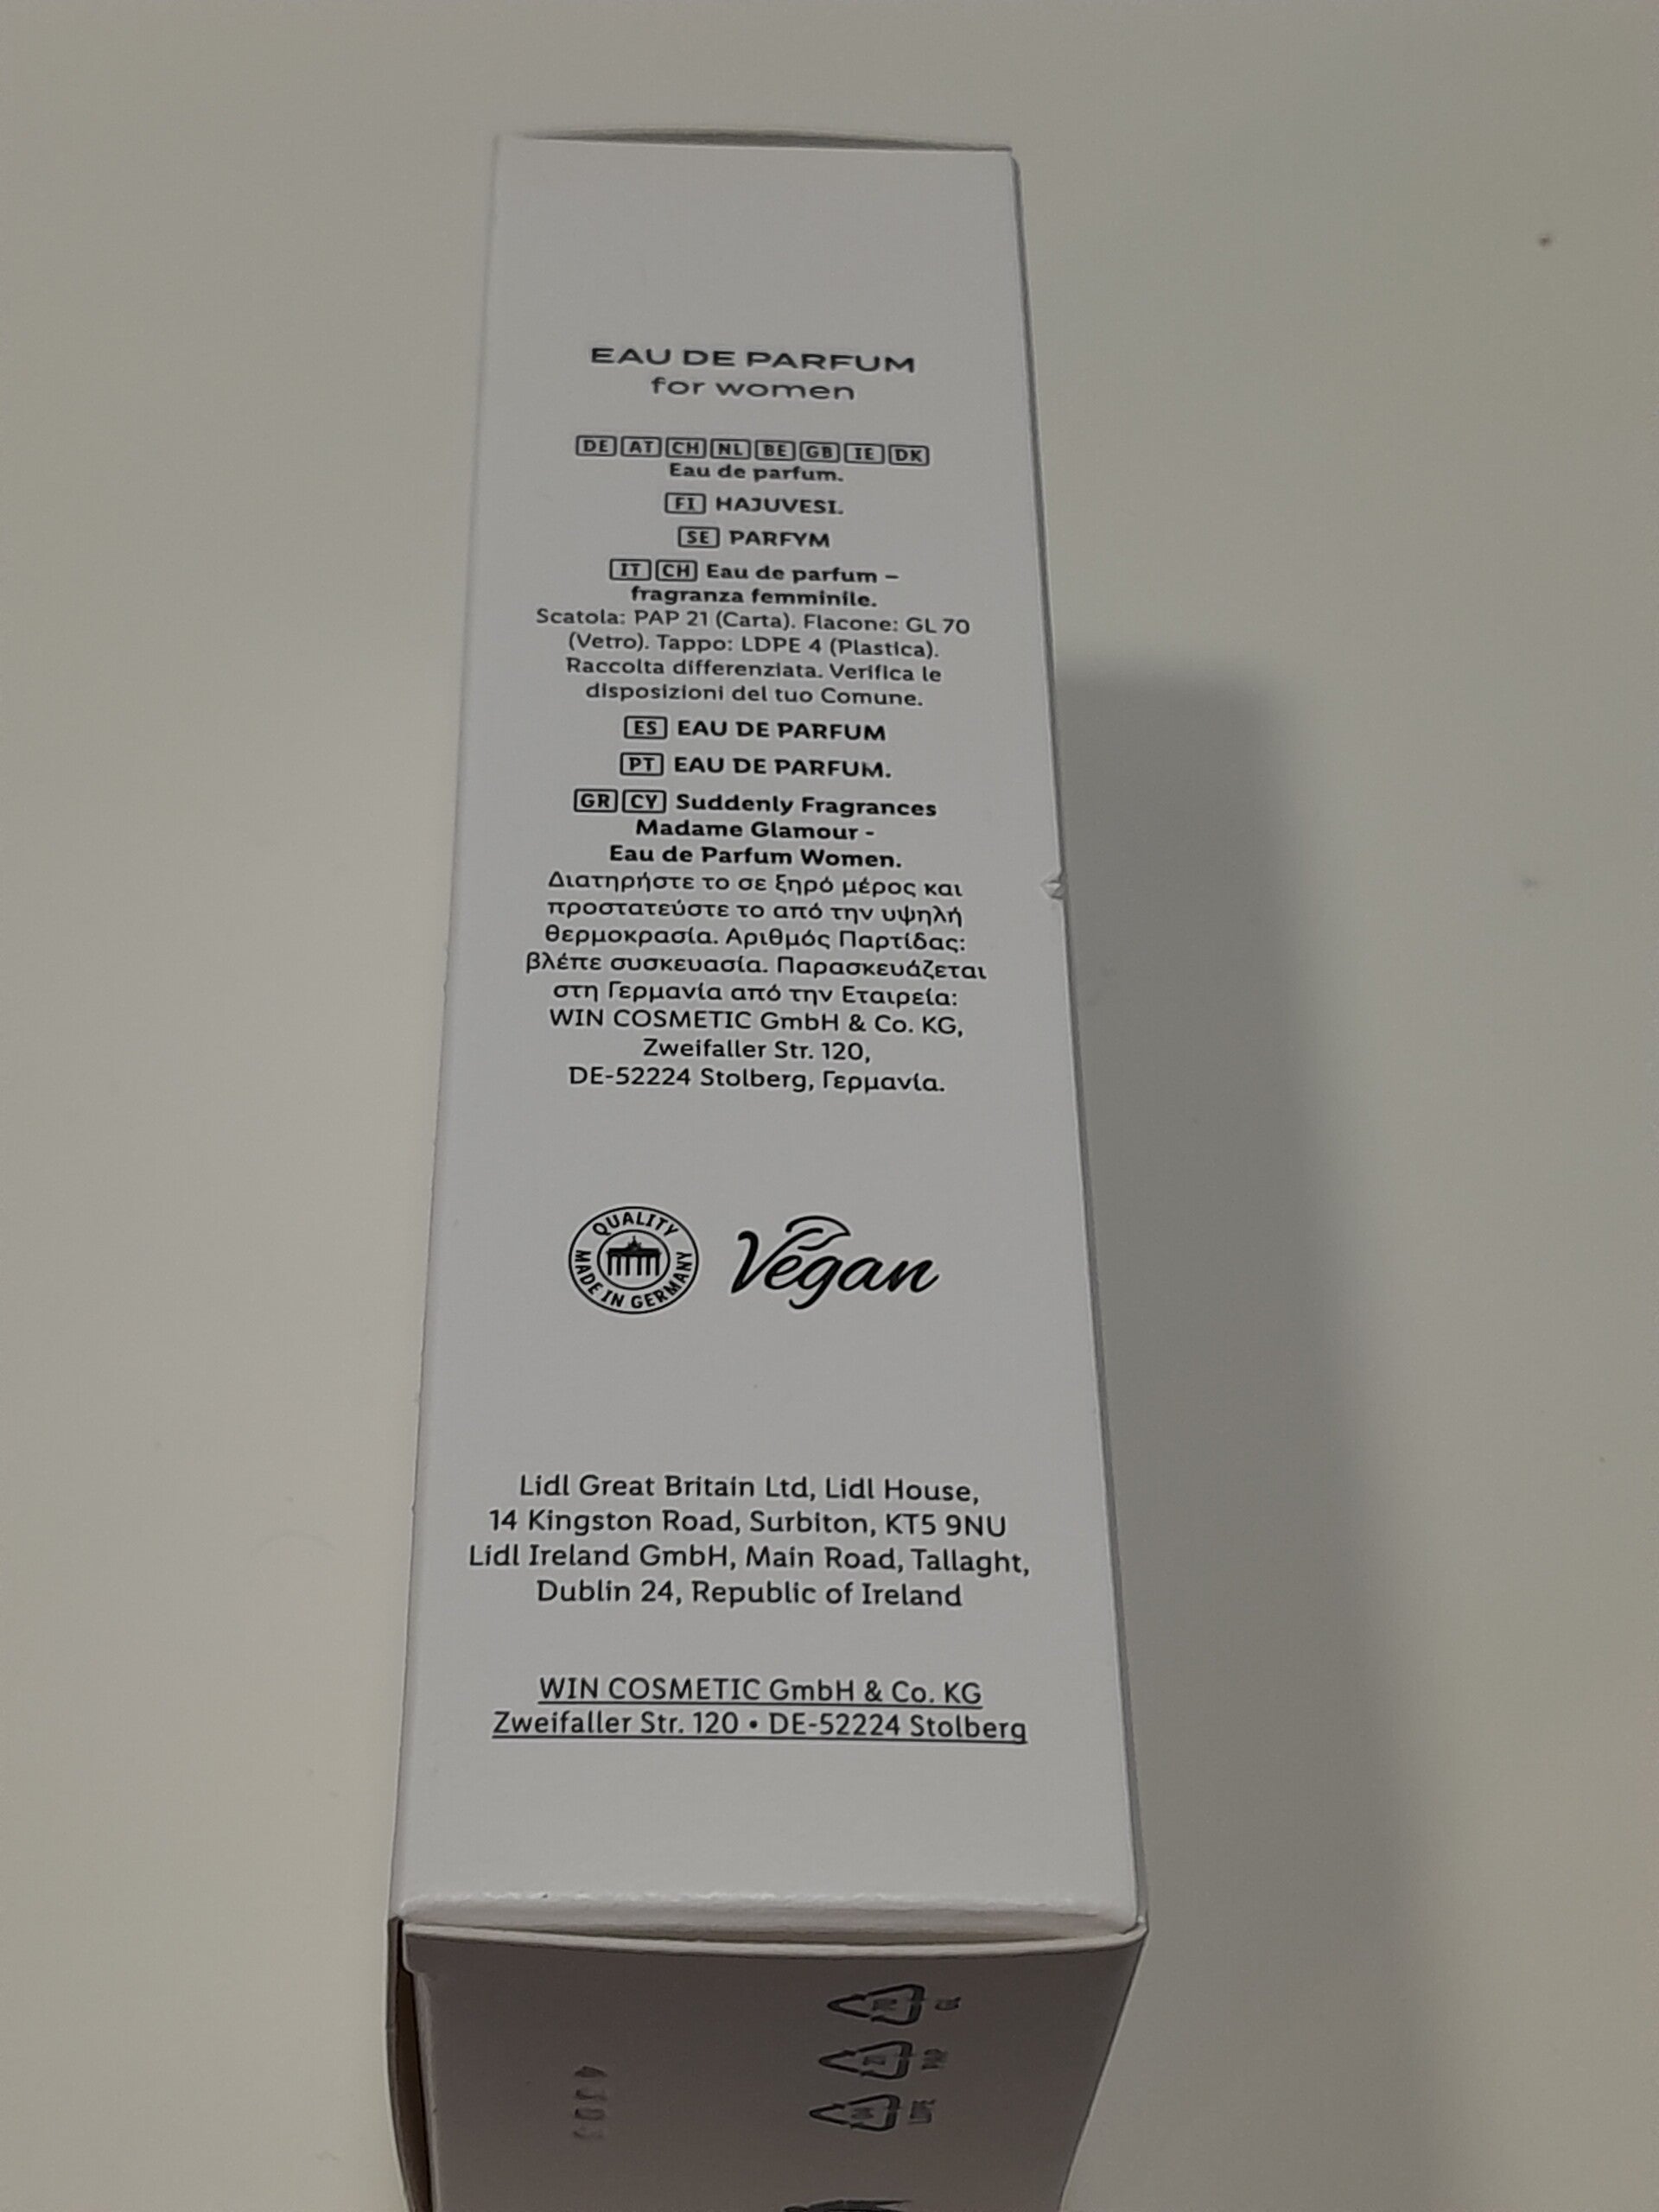 EAU DE PARFUM
for women
DE AT CH NL BE GB IE DK
Eau de parfum.
FI HAJUVESI.
SE PARFYM
IT CH Eau de parfum –
fragranza femminile.
Scatola: PAP 21 (Carta). Flacone: GL 70
(Vetro). Tappo: LDPE 4 (Plastica).
Raccolta differenziata. Verifica le
disposizioni del tuo Comune.
ES EAU DE PARFUM
PT EAU DE PARFUM.
GR CY Suddenly Fragrances
Madame Glamour -
Eau de Parfum Women.
Διατηρήστε το σε ξηρό μέρος και
προστατεύστε το από την υψηλή
θερμοκρασία. Αριθμός Παρτίδας:
βλέπε συσκευασία. Παρασκευάζεται
στη Γερμανία από την Εταιρεία:
WIN COSMETIC GmbH & Co. KG,
Zweifaller Str. 120,
DE-52224 Stolberg, Γερμανία.
QUALITY
MADE IN GERMANY
Vegan
Lidl Great Britain Ltd, Lidl House,
14 Kingston Road, Surbiton, KT5 9NU
Lidl Ireland GmbH, Main Road, Tallaght,
Dublin 24, Republic of Ireland
WIN COSMETIC GmbH & Co. KG
Zweifaller Str. 120 • DE-52224 Stolberg